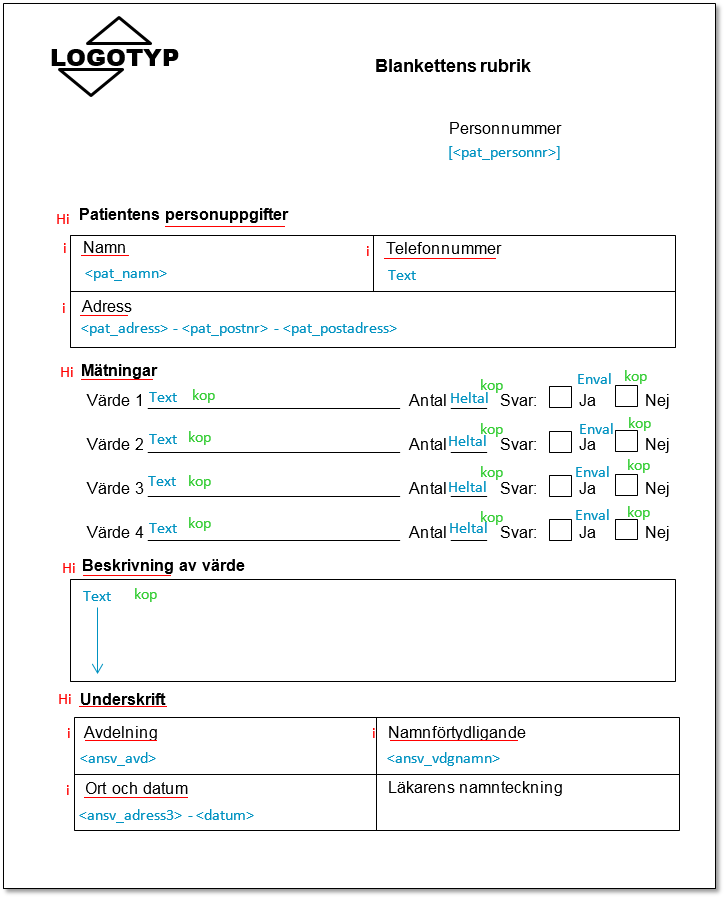 LOGOTYP
Blankettens rubrik
Personnummer
[<pat_personnr>]
Hi Patientens personuppgifter
i Namn i Telefonnummer
<pat_namn> Text
i Adress
<pat_adress> - <pat_postnr> - <pat_postadress>
Hi Mätningar
Värde 1 Text kop Antal Heltal kop Svar: Enval Ja kop Nej
Värde 2 Text kop Antal Heltal kop Svar: Enval Ja kop Nej
Värde 3 Text kop Antal Heltal kop Svar: Enval Ja kop Nej
Värde 4 Text kop Antal Heltal kop Svar: Enval Ja kop Nej
Hi Beskrivning av värde
Text kop
Hi Underskrift
i Avdelning i Namnförtydligande
<ansv_avd> <ansv_vdgnamn>
i Ort och datum Läkarens namnteckning
<ansv_adress3> - <datum>